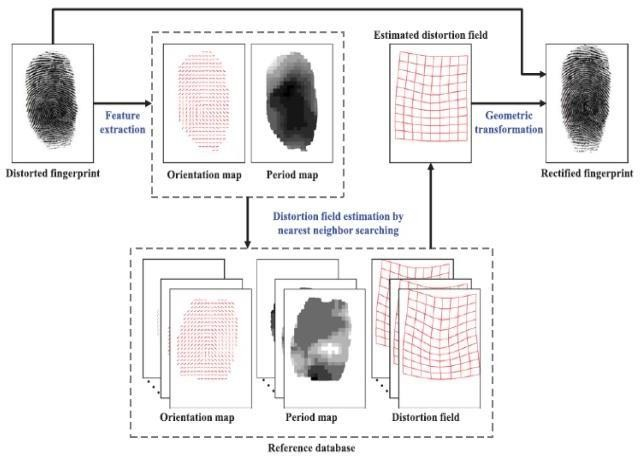 Estimated distortion field
Feature
extraction
Geometric
transformation
Distorted fingerprint
Orientation map
Period map
Rectified fingerprint
Distortion field estimation by
nearest neighbor searching
Orientation map
Period map
Distortion field
Reference database